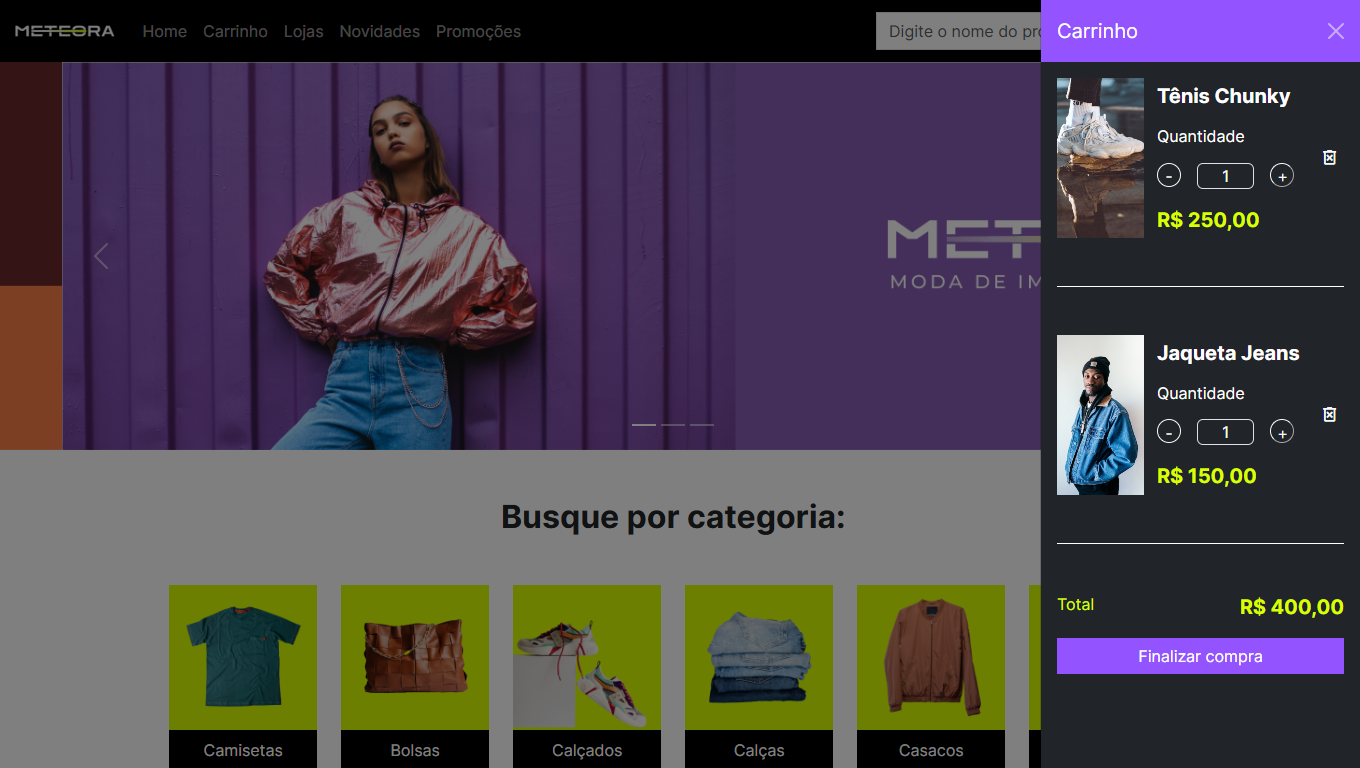 METEORA
Home Carrinho Lojas Novidades Promoções
Digite o nome do pro
Carrinho
MODA DE IM
Tênis Chunky
Quantidade
- 1 +
R$ 250,00
Jaqueta Jeans
Quantidade
- 1 +
R$ 150,00
Total R$ 400,00
Finalizar compra
Busque por categoria:
Camisetas Bolsas Calçados Calças Casacos